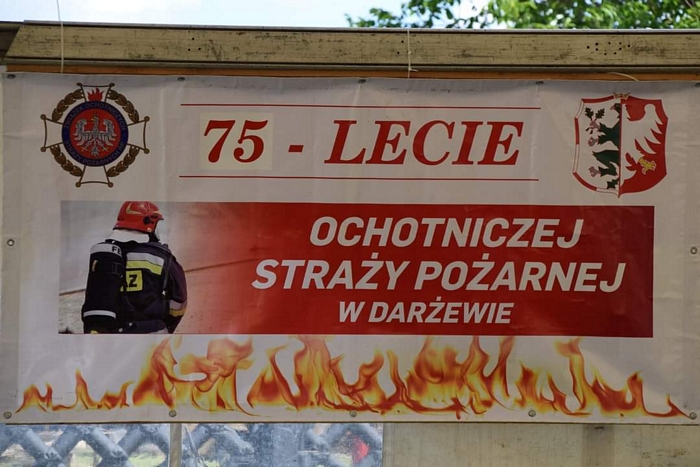 75 - LECIE
OCHOTNICZEJ
STRAŻY POŻARNEJ
W DARŻEWIE